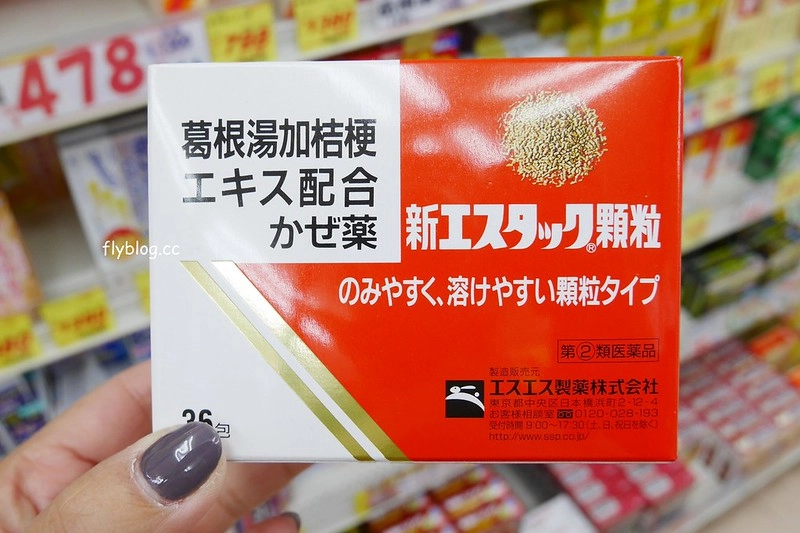 478
flyblog.cc
葛根湯加桔梗
エキス配合
かぜ薬
新エスタック®顆粒
のみやすく、溶けやすい顆粒タイプ
第②類医薬品
製造販売元
エスエス製薬株式会社
東京都中央区日本橋浜町2-12-4
お客様相談室 0120-028-193
受付時間 9:00~17:30(土、日、祝日を除く)
http://www.ssp.co.jp/
36包